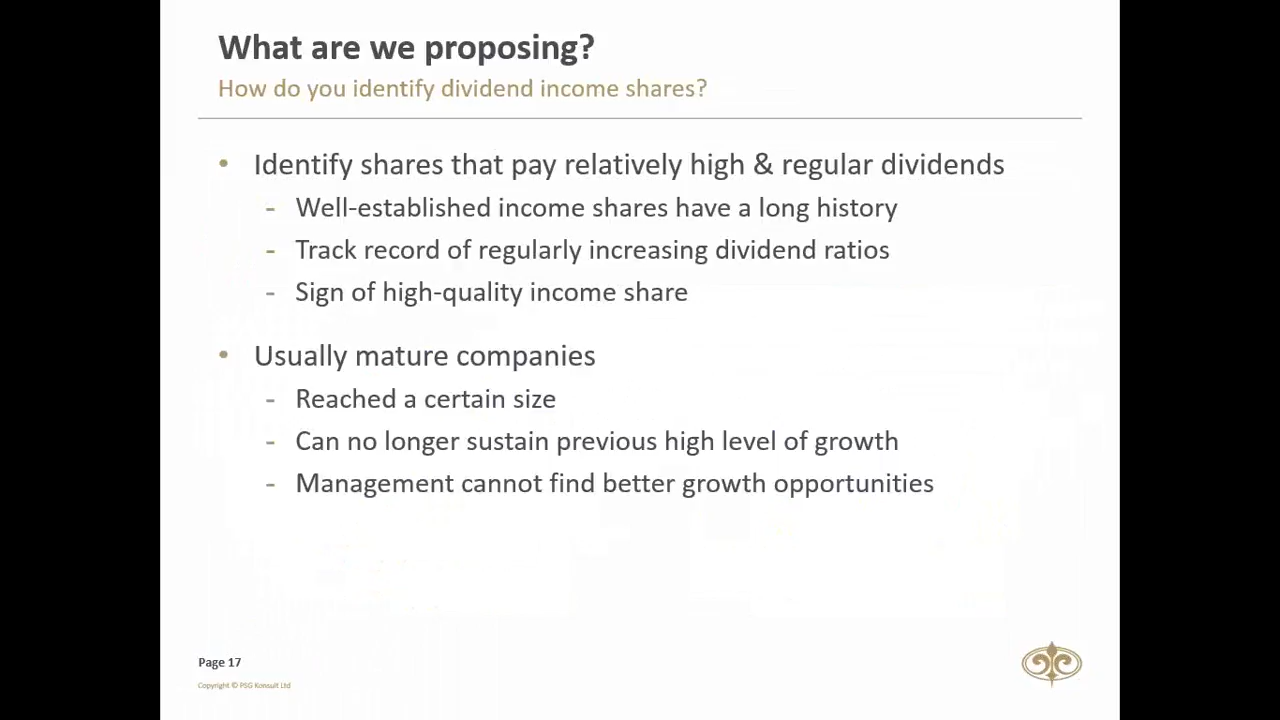 What are we proposing?
How do you identify dividend income shares?
• Identify shares that pay relatively high & regular dividends
- Well-established income shares have a long history
- Track record of regularly increasing dividend ratios
- Sign of high-quality income share
• Usually mature companies
- Reached a certain size
- Can no longer sustain previous high level of growth
- Management cannot find better growth opportunities
Page 17
Copyright © PSG Konsult Ltd